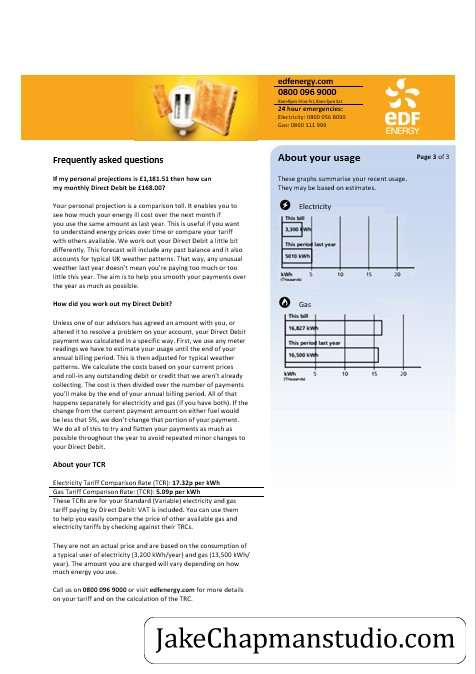 edfenergy.com
0800 096 9000
8am-8pm Mon-Fri, 8am-5pm Sat
24 hour emergencies:
Electricity: 0800 056 8090
Gas: 0800 111 999
eDF
ENERGY
Frequently asked questions
If my personal projections is £1,181.51 then how can
my monthly Direct Debit be £168.00?
Your personal projection is a comparison toll. It enables you to
see how much your energy ill cost over the next month if
you use the same amount as last year. This is useful if you want
to understand energy prices over time or compare your tariff
with others available. We work out your Direct Debit a little bit
differently. This forecast will include any past balance and it also
accounts for typical UK weather patterns. That way, any unusual
weather last year doesn't mean you're paying too much or too
little this year. The aim is to help you smooth your payments over
the year as much as possible.
How did you work out my Direct Debit?
Unless one of our advisors has agreed an amount with you, or
altered it to resolve a problem on your account, your Direct Debit
payment was calculated in a specific way. First, we use any meter
readings we have to estimate your usage until the end of your
annual billing period. This is then adjusted for typical weather
patterns. We calculate the costs based on your current prices
and roll-in any outstanding debit or credit that we aren't already
collecting. The cost is then divided over the number of payments
you'll make by the end of your annual billing period. All of that
happens separately for electricity and gas (if you have both). If the
change from the current payment amount on either fuel would
be less that 5%, we don't change that portion of your payment.
We do all of this to try and flatten your payments as much as
possible throughout the year to avoid repeated minor changes to
your Direct Debit.
About your TCR
Electricity Tariff Comparison Rate (TCR): 17.32p per kWh
Gas Tariff Comparison Rate: (TCR): 5.09p per kWh
These TCRs are for your Standard (Variable) electricity and gas
tariff paying by Direct Debit: VAT is included. You can use them
to help you easily compare the price of other available gas and
electricity tariffs by checking against their TRCs.
They are not an actual price and are based on the consumption of
a typical user of electricity (3,200 kWh/year) and gas (13,500 kWh/
year). The amount you are charged will vary depending on how
much energy you use.
Call us on 0800 096 9000 or visit edfenergy.com for more details
on your tariff and on the calculation of the TRC.
About your usage
Page 3 of 3
These graphs summarise your recent usage.
They may be based on estimates.
Electricity
This bill
3,300 kWh
This period last year
5010 kWh
kWh 5 10 15 20
(Thousands)
Gas
This bill
16,827 kWh
This period last year
16,500 kWh
kWh 5 10 15 20
(Thousands)
JakeChapmanstudio.com